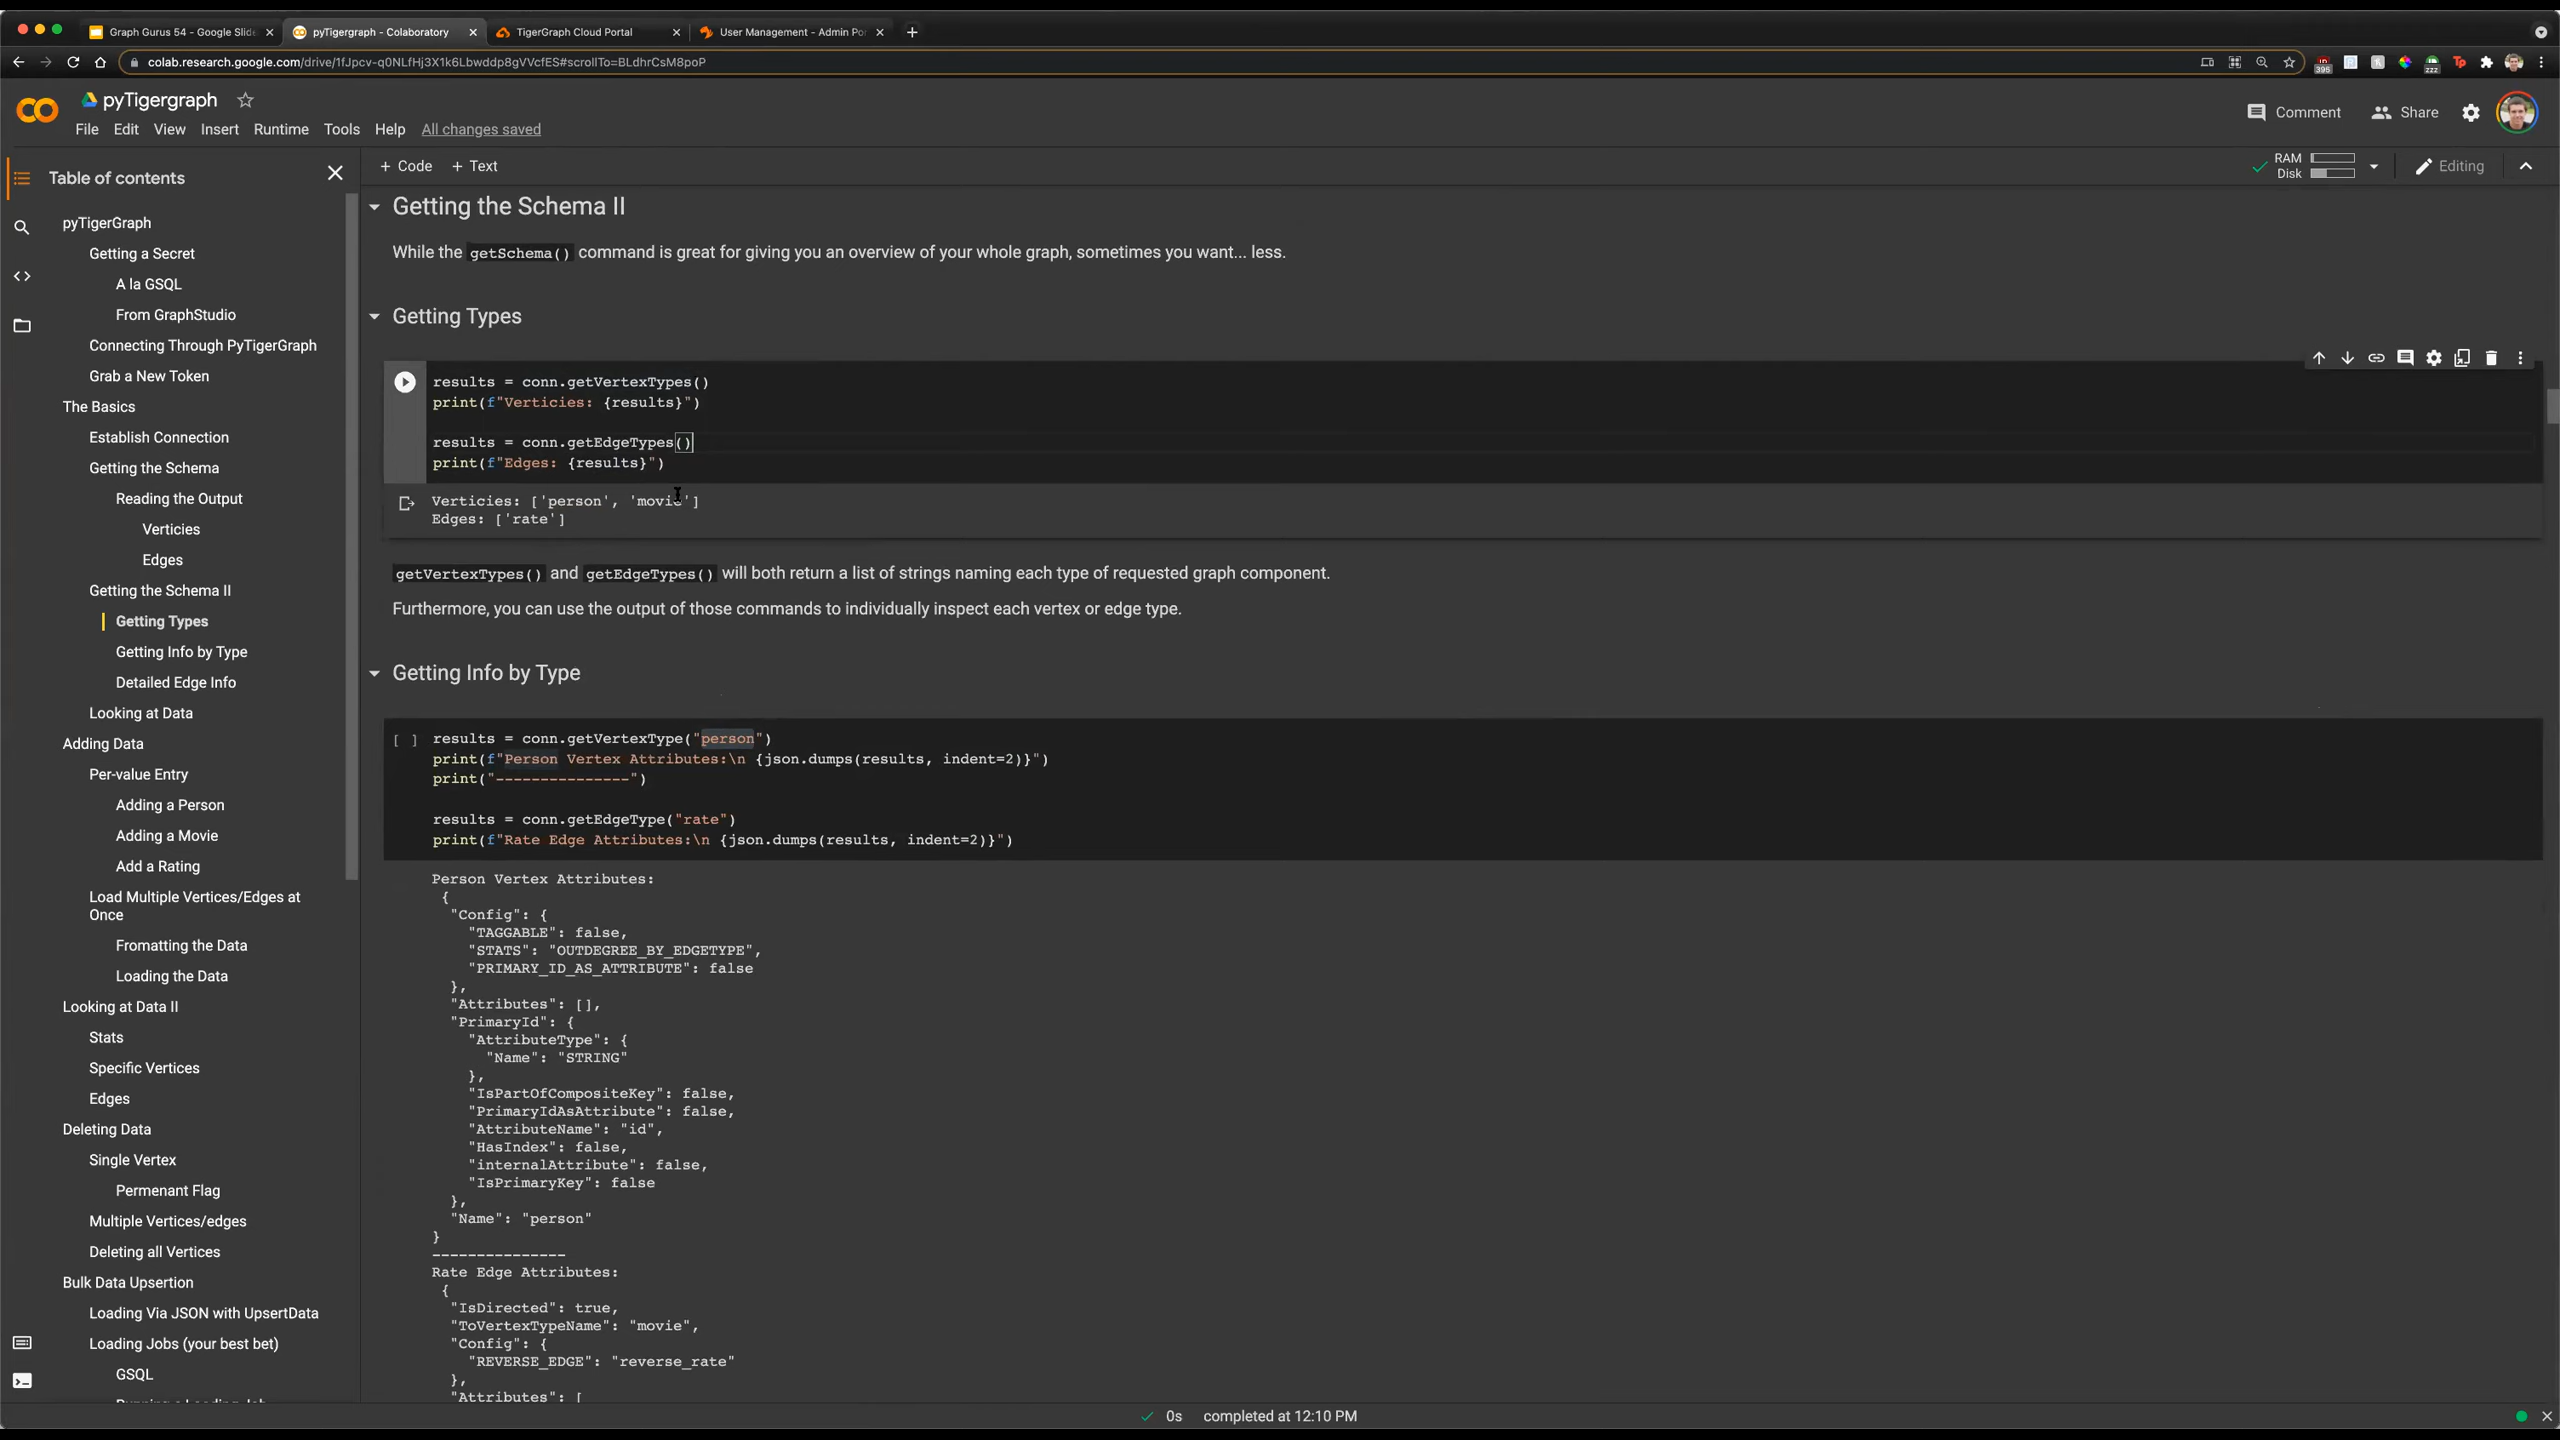 Graph Gurus 54 - Google Slide
pyTigergraph - Colaboratory
TigerGraph Cloud Portal
User Management - Admin Por
colab.research.google.com/drive/1fJpcv-q0NLfHj3X1k6Lbwddp8gVVcfES#scrollTo=BLdhrCsM8poP
pyTigergraph
File Edit View Insert Runtime Tools Help All changes saved
Comment
Share
+ Code + Text
RAM
Disk
Editing
Table of contents
pyTigerGraph
Getting a Secret
A la GSQL
From GraphStudio
Connecting Through PyTigerGraph
Grab a New Token
The Basics
Establish Connection
Getting the Schema
Reading the Output
Verticies
Edges
Getting the Schema II
Getting Types
Getting Info by Type
Detailed Edge Info
Looking at Data
Adding Data
Per-value Entry
Adding a Person
Adding a Movie
Add a Rating
Load Multiple Vertices/Edges at
Once
Fromatting the Data
Loading the Data
Looking at Data II
Stats
Specific Vertices
Edges
Deleting Data
Single Vertex
Permenant Flag
Multiple Vertices/edges
Deleting all Vertices
Bulk Data Upsertion
Loading Via JSON with UpsertData
Loading Jobs (your best bet)
GSQL
Getting the Schema II
While the getSchema() command is great for giving you an overview of your whole graph, sometimes you want... less.
Getting Types
results = conn.getVertexTypes()
print(f"Verticies: {results}")
results = conn.getEdgeTypes()
print(f"Edges: {results}")
Verticies: ['person', 'movie']
Edges: ['rate']
getVertexTypes() and getEdgeTypes() will both return a list of strings naming each type of requested graph component.
Furthermore, you can use the output of those commands to individually inspect each vertex or edge type.
Getting Info by Type
[ ] results = conn.getVertexType("person")
print(f"Person Vertex Attributes:\n {json.dumps(results, indent=2)}")
print("---------------")
results = conn.getEdgeType("rate")
print(f"Rate Edge Attributes:\n {json.dumps(results, indent=2)}")
Person Vertex Attributes:
{
"Config": {
"TAGGABLE": false,
"STATS": "OUTDEGREE_BY_EDGETYPE",
"PRIMARY_ID_AS_ATTRIBUTE": false
},
"Attributes": [],
"PrimaryId": {
"AttributeType": {
"Name": "STRING"
},
"IsPartOfCompositeKey": false,
"PrimaryIdAsAttribute": false,
"AttributeName": "id",
"HasIndex": false,
"internalAttribute": false,
"IsPrimaryKey": false
},
"Name": "person"
}
---------------
Rate Edge Attributes:
{
"IsDirected": true,
"ToVertexTypeName": "movie",
"Config": {
"REVERSE_EDGE": "reverse_rate"
},
"Attributes": [
0s completed at 12:10 PM